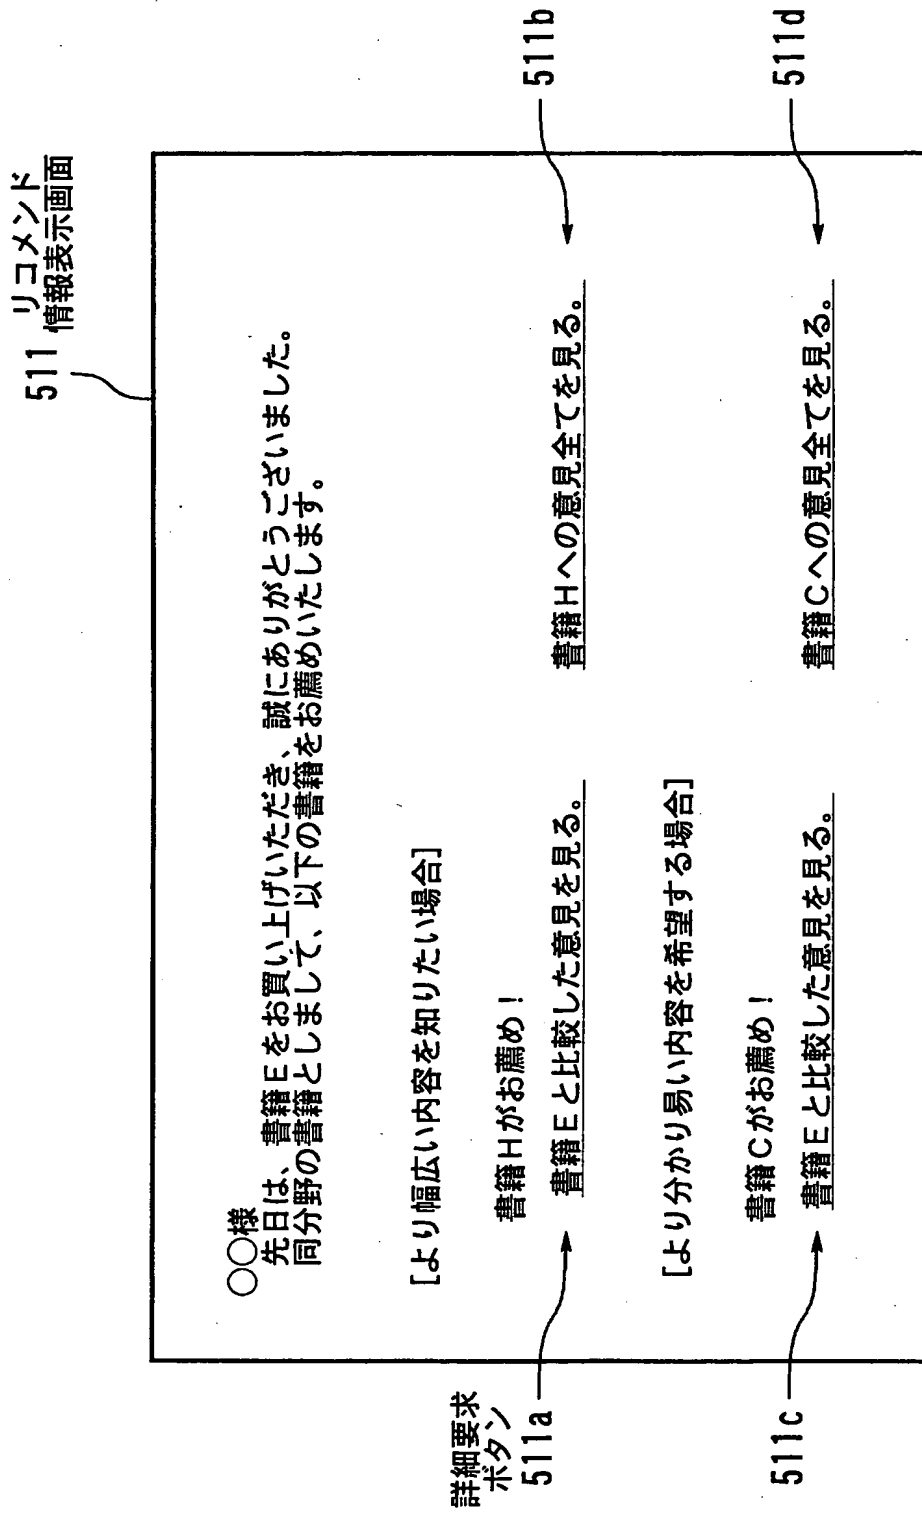 511 リコメンド
情報表示画面
○○様
先日は、書籍Eをお買い上げいただき、誠にありがとうございました。
同分野の書籍としまして、以下の書籍をお薦めいたします。
[より幅広い内容を知りたい場合]
書籍Hがお薦め!
詳細要求
ボタン
511a
書籍Eと比較した意見を見る。
書籍Hへの意見全てを見る。
511b
[より分かり易い内容を希望する場合]
書籍Cがお薦め!
511c
書籍Eと比較した意見を見る。
書籍Cへの意見全てを見る。
511d